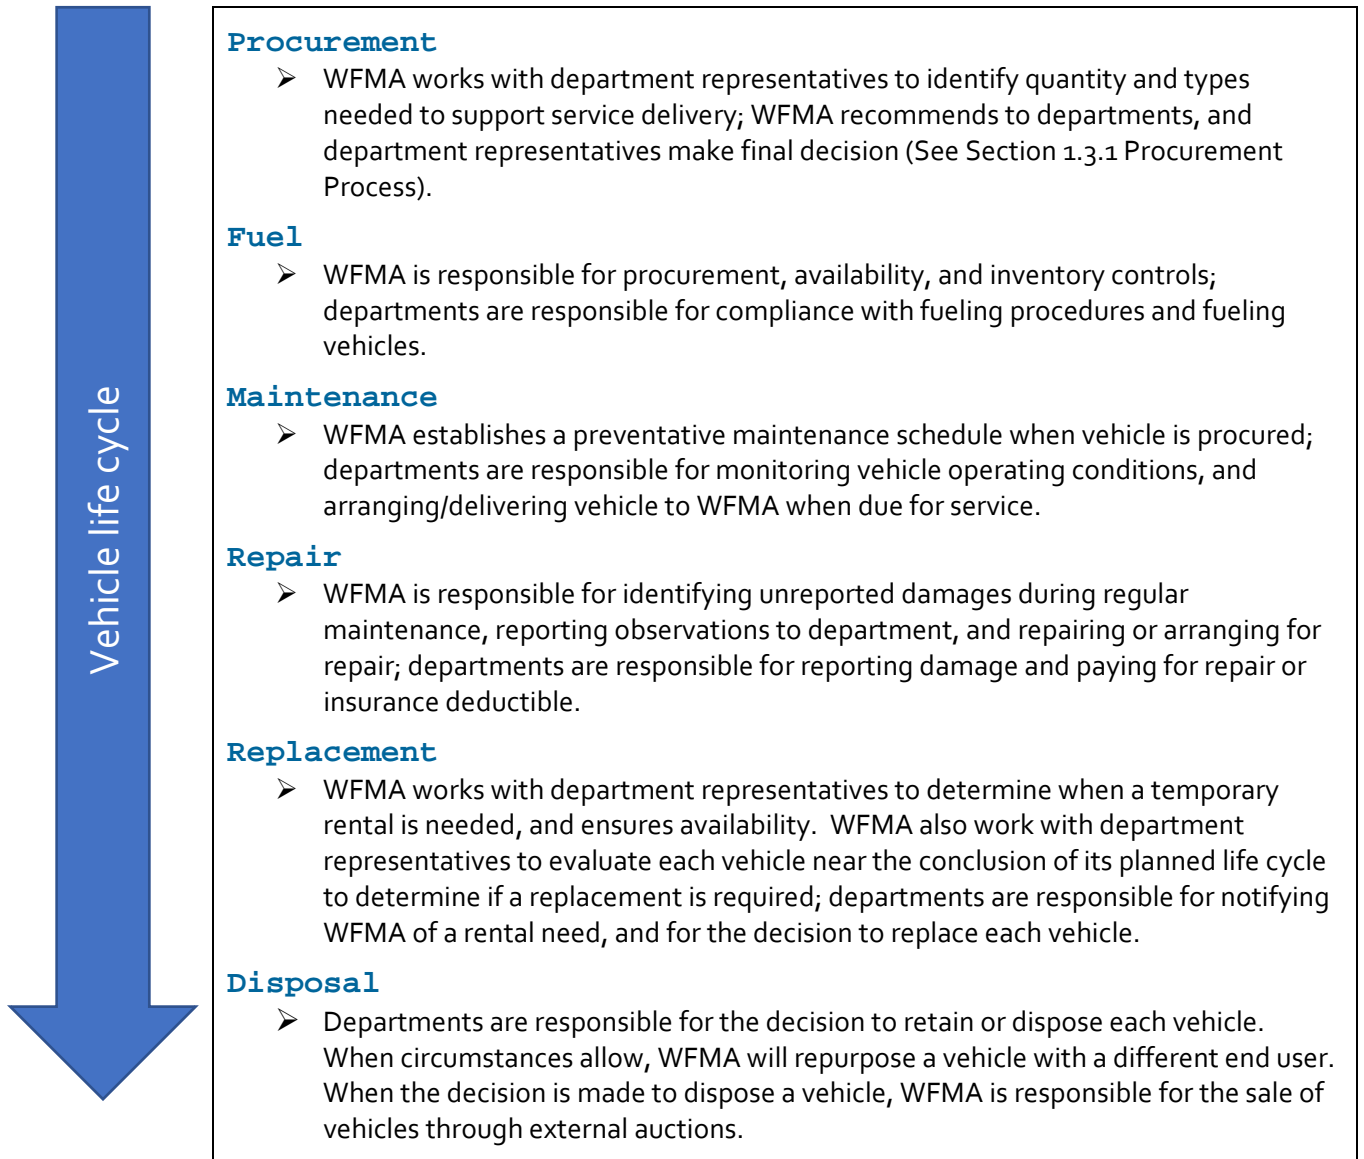 Vehicle life cycle
Procurement
➢ WFMA works with department representatives to identify quantity and types
needed to support service delivery; WFMA recommends to departments, and
department representatives make final decision (See Section 1.3.1 Procurement
Process).
Fuel
➢ WFMA is responsible for procurement, availability, and inventory controls;
departments are responsible for compliance with fueling procedures and fueling
vehicles.
Maintenance
➢ WFMA establishes a preventative maintenance schedule when vehicle is procured;
departments are responsible for monitoring vehicle operating conditions, and
arranging/delivering vehicle to WFMA when due for service.
Repair
➢ WFMA is responsible for identifying unreported damages during regular
maintenance, reporting observations to department, and repairing or arranging for
repair; departments are responsible for reporting damage and paying for repair or
insurance deductible.
Replacement
➢ WFMA works with department representatives to determine when a temporary
rental is needed, and ensures availability.  WFMA also work with department
representatives to evaluate each vehicle near the conclusion of its planned life cycle
to determine if a replacement is required; departments are responsible for notifying
WFMA of a rental need, and for the decision to replace each vehicle.
Disposal
➢ Departments are responsible for the decision to retain or dispose each vehicle.
When circumstances allow, WFMA will repurpose a vehicle with a different end user.
When the decision is made to dispose a vehicle, WFMA is responsible for the sale of
vehicles through external auctions.